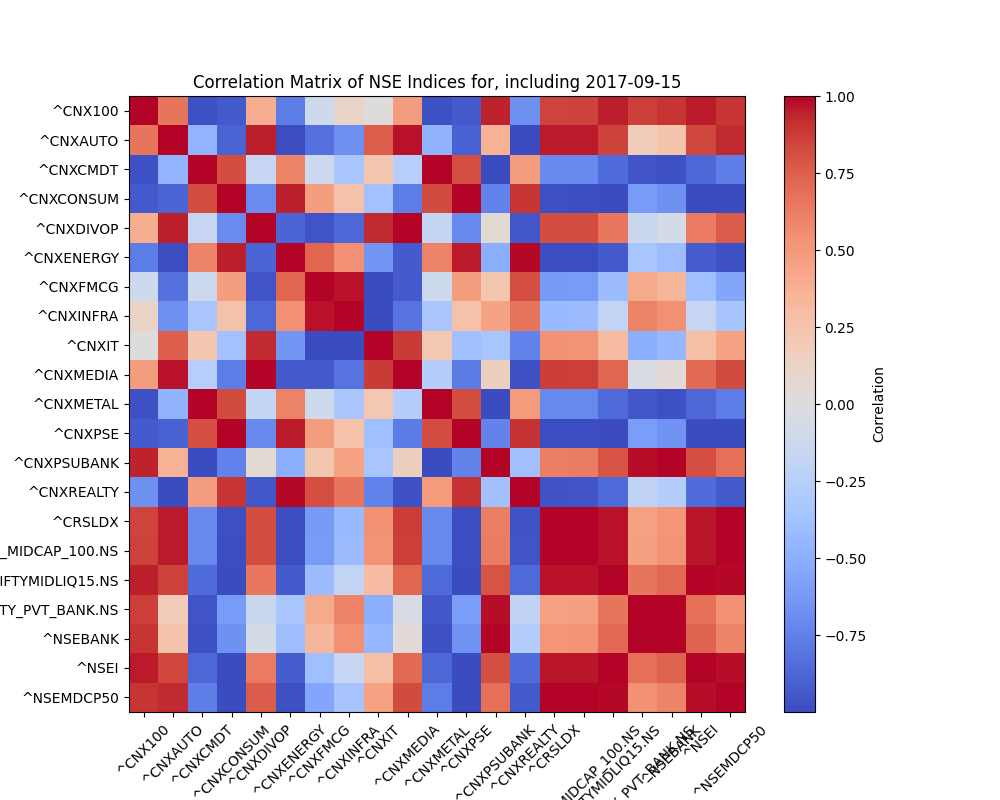 Correlation Matrix of NSE Indices for, including 2017-09-15
^CNX100
^CNXAUTO
^CNXCMDT
^CNXCONSUM
^CNXDIVOP
^CNXENERGY
^CNXFMCG
^CNXINFRA
^CNXIT
^CNXMEDIA
^CNXMETAL
^CNXPSE
^CNXPSUBANK
^CNXREALTY
^CRSLDX
_MIDCAP_100.NS
IFTYMIDLIQ15.NS
TY_PVT_BANK.NS
^NSEBANK
^NSEI
^NSEMDCP50
^CNX100
^CNXAUTO
^CNXCMDT
^CNXCONSUM
^CNXDIVOP
^CNXENERGY
^CNXFMCG
^CNXINFRA
^CNXIT
^CNXMEDIA
^CNXMETAL
^CNXPSE
^CNXPSUBANK
^CNXREALTY
^CRSLDX
MIDCAP_100.NS
TYMIDLIQ15.NS
PVT_BANK.NS
^NSEBANK
^NSEI
^NSEMDCP50
1.00
0.75
0.50
0.25
0.00
−0.25
−0.50
−0.75
Correlation